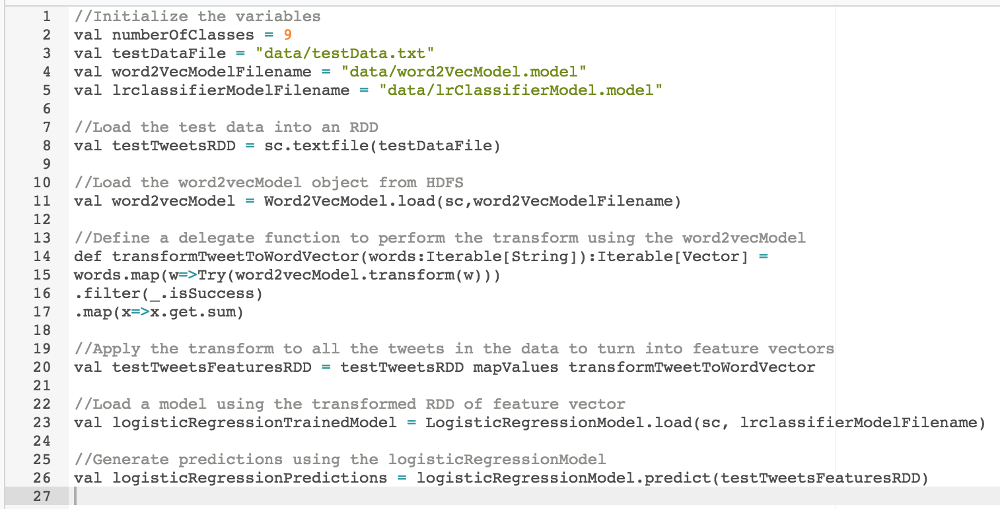 1 //Initialize the variables
2 val numberOfClasses = 9
3 val testDataFile = "data/testData.txt"
4 val word2VecModelFilename = "data/word2VecModel.model"
5 val lrclassifierModelFilename = "data/lrClassifierModel.model"
6
7 //Load the test data into an RDD
8 val testTweetsRDD = sc.textfile(testDataFile)
9
10 //Load the word2vecModel object from HDFS
11 val word2vecModel = Word2VecModel.load(sc,word2VecModelFilename)
12
13 //Define a delegate function to perform the transform using the word2vecModel
14 def transformTweetToWordVector(words:Iterable[String]):Iterable[Vector] =
15 words.map(w=>Try(word2vecModel.transform(w)))
16 .filter(_.isSuccess)
17 .map(x=>x.get.sum)
18
19 //Apply the transform to all the tweets in the data to turn into feature vectors
20 val testTweetsFeaturesRDD = testTweetsRDD mapValues transformTweetToWordVector
21
22 //Load a model using the transformed RDD of feature vector
23 val logisticRegressionTrainedModel = LogisticRegressionModel.load(sc, lrclassifierModelFilename)
24
25 //Generate predictions using the logisticRegressionModel
26 val logisticRegressionPredictions = logisticRegressionModel.predict(testTweetsFeaturesRDD)
27